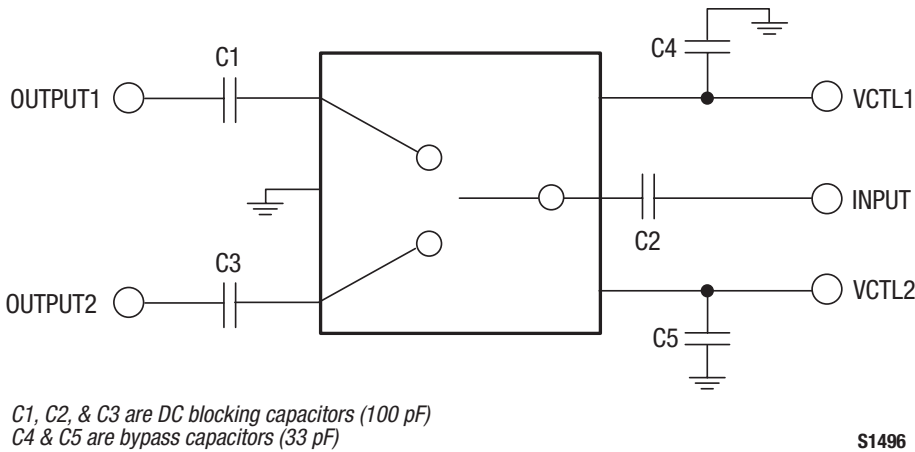 C4
C1
OUTPUT1
VCTL1
INPUT
C2
C3
OUTPUT2
VCTL2
C5
C1, C2, & C3 are DC blocking capacitors (100 pF)
C4 & C5 are bypass capacitors (33 pF)
S1496